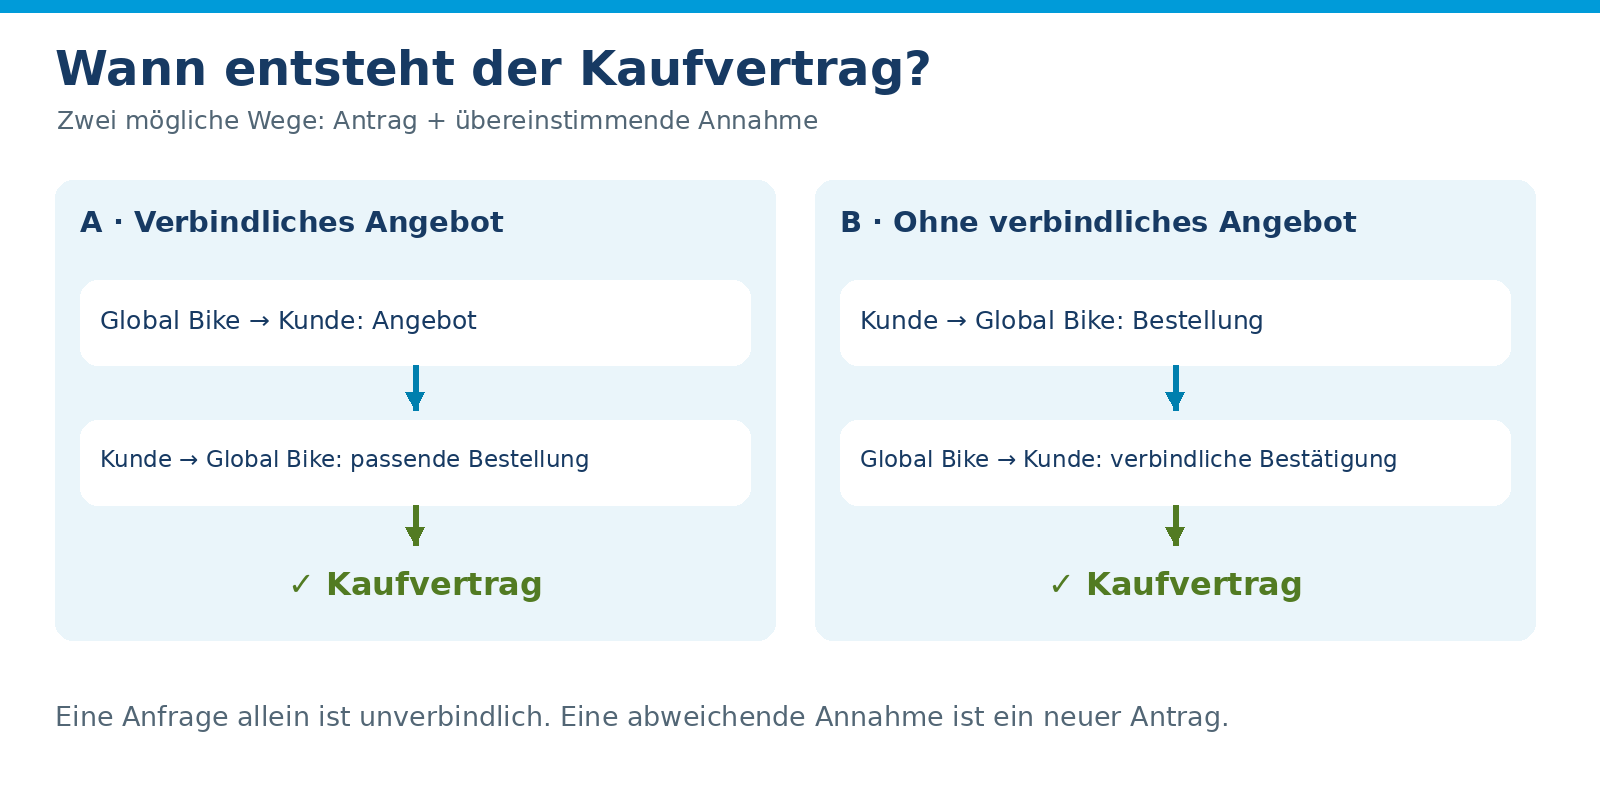 Wann entsteht der Kaufvertrag?
Zwei mögliche Wege: Antrag + übereinstimmende Annahme
A · Verbindliches Angebot
Global Bike → Kunde: Angebot
Kunde → Global Bike: passende Bestellung
✓ Kaufvertrag
B · Ohne verbindliches Angebot
Kunde → Global Bike: Bestellung
Global Bike → Kunde: verbindliche Bestätigung
✓ Kaufvertrag
Eine Anfrage allein ist unverbindlich. Eine abweichende Annahme ist ein neuer Antrag.